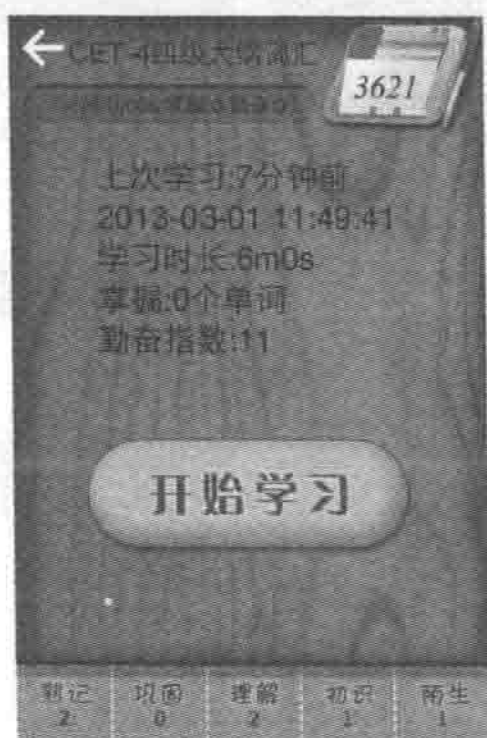 CET-4四级大纲词汇
3621
上次学习:7分钟前
2013-03-01 11:49:41
学习时长:6m0s
掌握:0个单词
勤奋指数:11
开始学习
熟记 巩固 理解 初识 陌生
2 0 2 1 1